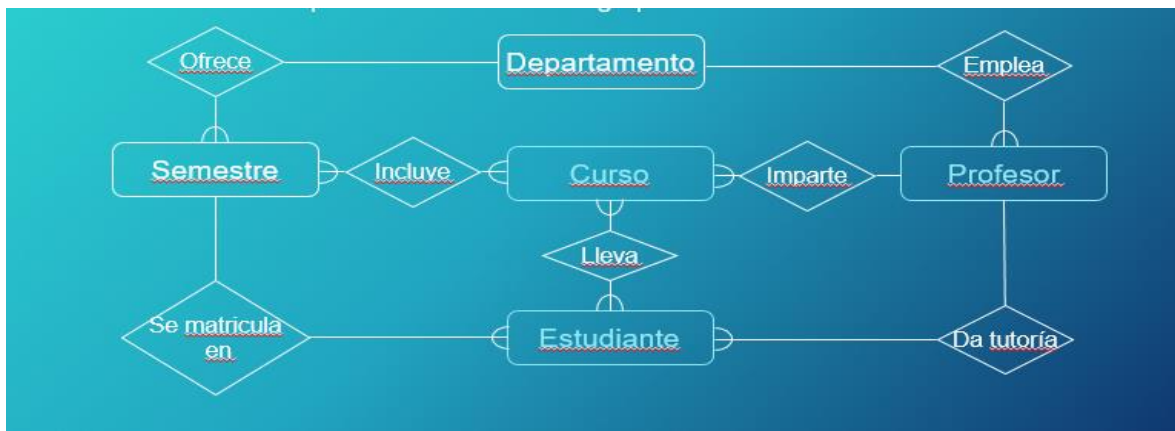 Ofrece
Departamento
Emplea
Semestre
Incluye
Curso
Imparte
Profesor
Lleva
Se matricula
en
Estudiante
Da tutoría